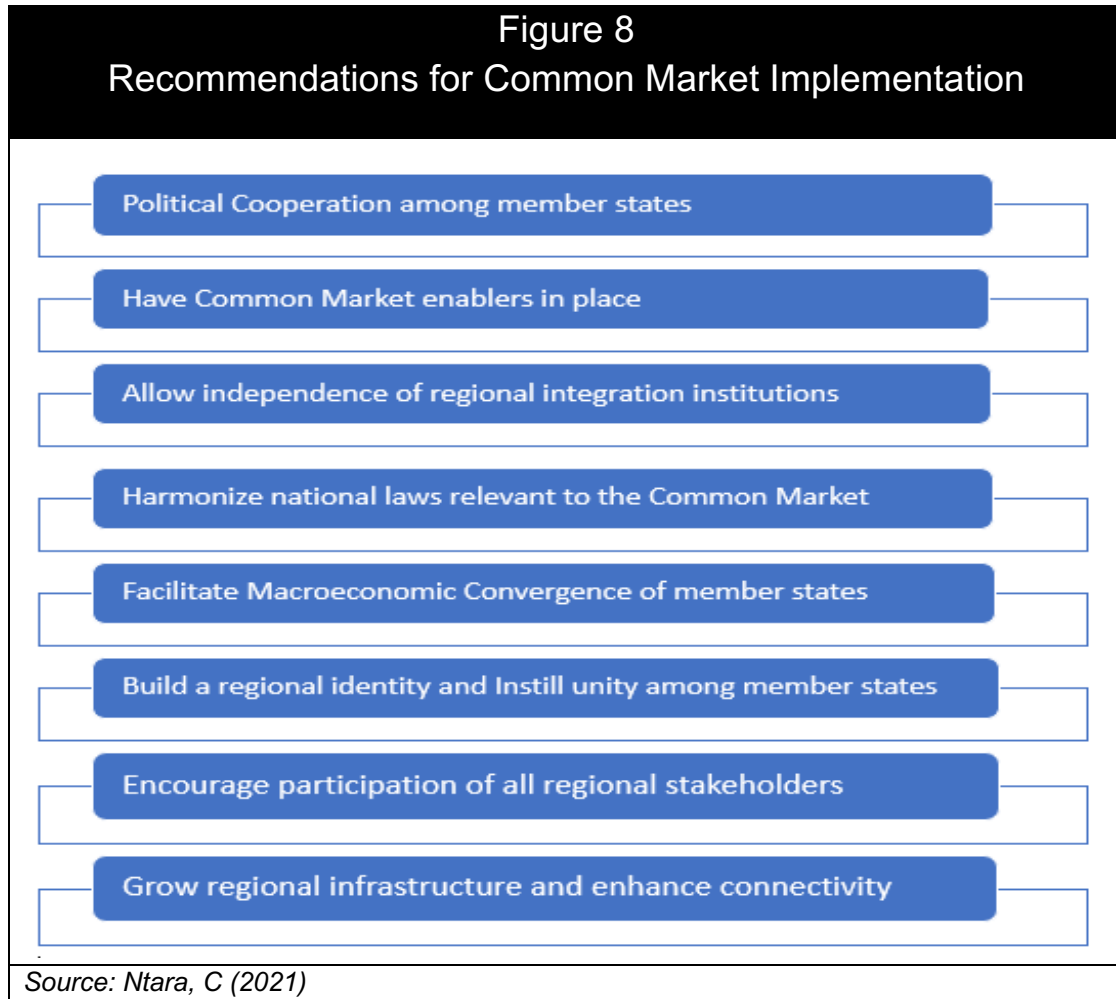 Figure 8
Recommendations for Common Market Implementation
Political Cooperation among member states
Have Common Market enablers in place
Allow independence of regional integration institutions
Harmonize national laws relevant to the Common Market
Facilitate Macroeconomic Convergence of member states
Build a regional identity and Instill unity among member states
Encourage participation of all regional stakeholders
Grow regional infrastructure and enhance connectivity
.
Source: Ntara, C (2021)